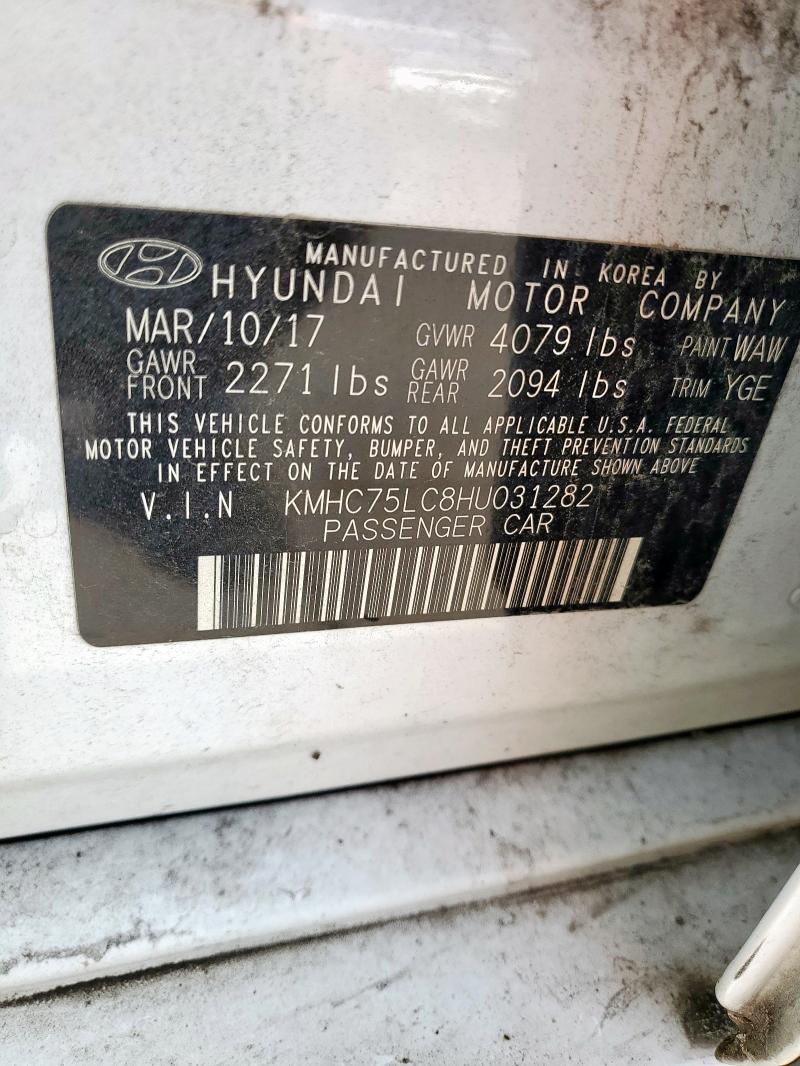 MANUFACTURED IN KOREA BY
HYUNDAI MOTOR COMPANY
MAR/10/17 GVWR 4079 lbs PAINT WAW
GAWR FRONT 2271 lbs GAWR REAR 2094 lbs TRIM YGE
THIS VEHICLE CONFORMS TO ALL APPLICABLE U.S.A. FEDERAL
MOTOR VEHICLE SAFETY, BUMPER, AND THEFT PREVENTION STANDARDS
IN EFFECT ON THE DATE OF MANUFACTURE SHOWN ABOVE
V.I.N KMHC75LC8HU031282
PASSENGER CAR